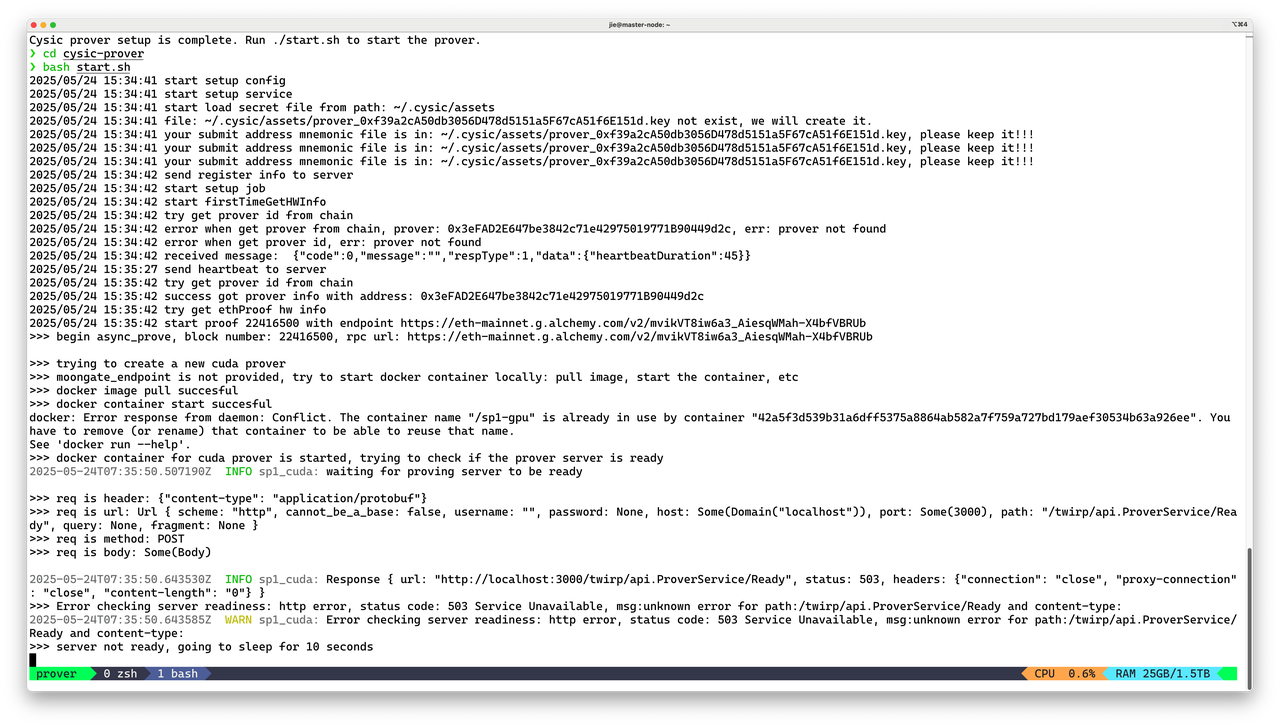 jie@master-node: ~
⌥⌘4
Cysic prover setup is complete. Run ./start.sh to start the prover.
❯ cd cysic-prover
❯ bash start.sh
2025/05/24 15:34:41 start setup config
2025/05/24 15:34:41 start setup service
2025/05/24 15:34:41 start load secret file from path: ~/.cysic/assets
2025/05/24 15:34:41 file: ~/.cysic/assets/prover_0xf39a2cA50db3056D478d5151a5F67cA51f6E151d.key not exist, we will create it.
2025/05/24 15:34:41 your submit address mnemonic file is in: ~/.cysic/assets/prover_0xf39a2cA50db3056D478d5151a5F67cA51f6E151d.key, please keep it!!!
2025/05/24 15:34:41 your submit address mnemonic file is in: ~/.cysic/assets/prover_0xf39a2cA50db3056D478d5151a5F67cA51f6E151d.key, please keep it!!!
2025/05/24 15:34:41 your submit address mnemonic file is in: ~/.cysic/assets/prover_0xf39a2cA50db3056D478d5151a5F67cA51f6E151d.key, please keep it!!!
2025/05/24 15:34:42 send register info to server
2025/05/24 15:34:42 start setup job
2025/05/24 15:34:42 start firstTimeGetHWInfo
2025/05/24 15:34:42 try get prover id from chain
2025/05/24 15:34:42 error when get prover from chain, prover: 0x3eFAD2E647be3842c71e42975019771B90449d2c, err: prover not found
2025/05/24 15:34:42 error when get prover id, err: prover not found
2025/05/24 15:34:42 received message:  {"code":0,"message":"","respType":1,"data":{"heartbeatDuration":45}}
2025/05/24 15:35:27 send heartbeat to server
2025/05/24 15:35:42 try get prover id from chain
2025/05/24 15:35:42 success got prover info with address: 0x3eFAD2E647be3842c71e42975019771B90449d2c
2025/05/24 15:35:42 try get ethProof hw info
2025/05/24 15:35:42 start proof 22416500 with endpoint https://eth-mainnet.g.alchemy.com/v2/mvikVT8iw6a3_AiesqWMah-X4bfVBRUb
>>> begin async_prove, block number: 22416500, rpc url: https://eth-mainnet.g.alchemy.com/v2/mvikVT8iw6a3_AiesqWMah-X4bfVBRUb
>>> trying to create a new cuda prover
>>> moongate_endpoint is not provided, try to start docker container locally: pull image, start the container, etc
>>> docker image pull succesful
>>> docker container start succesful
docker: Error response from daemon: Conflict. The container name "/sp1-gpu" is already in use by container "42a5f3d539b31a6dff5375a8864ab582a7f759a727bd179aef30534b63a926ee". You
have to remove (or rename) that container to be able to reuse that name.
See 'docker run --help'.
>>> docker container for cuda prover is started, trying to check if the prover server is ready
2025-05-24T07:35:50.507190Z  INFO sp1_cuda: waiting for proving server to be ready
>>> req is header: {"content-type": "application/protobuf"}
>>> req is url: Url { scheme: "http", cannot_be_a_base: false, username: "", password: None, host: Some(Domain("localhost")), port: Some(3000), path: "/twirp/api.ProverService/Rea
dy", query: None, fragment: None }
>>> req is method: POST
>>> req is body: Some(Body)
2025-05-24T07:35:50.643530Z  INFO sp1_cuda: Response { url: "http://localhost:3000/twirp/api.ProverService/Ready", status: 503, headers: {"connection": "close", "proxy-connection"
: "close", "content-length": "0"} }
>>> Error checking server readiness: http error, status code: 503 Service Unavailable, msg:unknown error for path:/twirp/api.ProverService/Ready and content-type:
2025-05-24T07:35:50.643585Z  WARN sp1_cuda: Error checking server readiness: http error, status code: 503 Service Unavailable, msg:unknown error for path:/twirp/api.ProverService/
Ready and content-type:
>>> server not ready, going to sleep for 10 seconds
prover 0 zsh 1 bash CPU 0.6% RAM 25GB/1.5TB